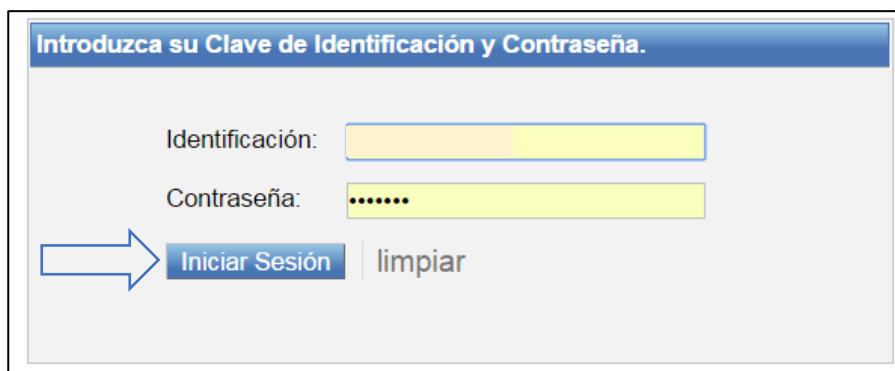 Introduzca su Clave de Identificación y Contraseña.
Identificación:
Contraseña: •••••••
Iniciar Sesión limpiar